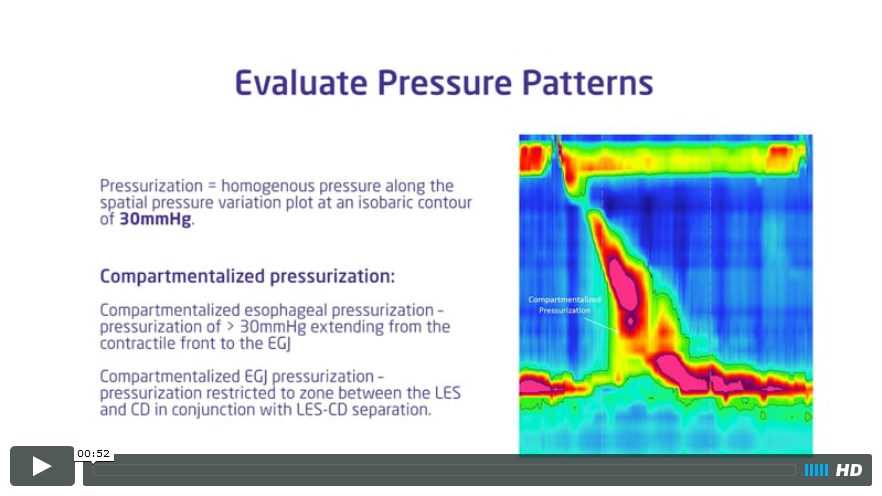 Evaluate Pressure Patterns
Pressurization = homogenous pressure along the
spatial pressure variation plot at an isobaric contour
of 30mmHg.
Compartmentalized pressurization:
Compartmentalized esophageal pressurization –
pressurization of > 30mmHg extending from the
contractile front to the EGJ
Compartmentalized EGJ pressurization –
pressurization restricted to zone between the LES
and CD in conjunction with LES-CD separation.
Compartmentalized
Pressurization
00:52
HD